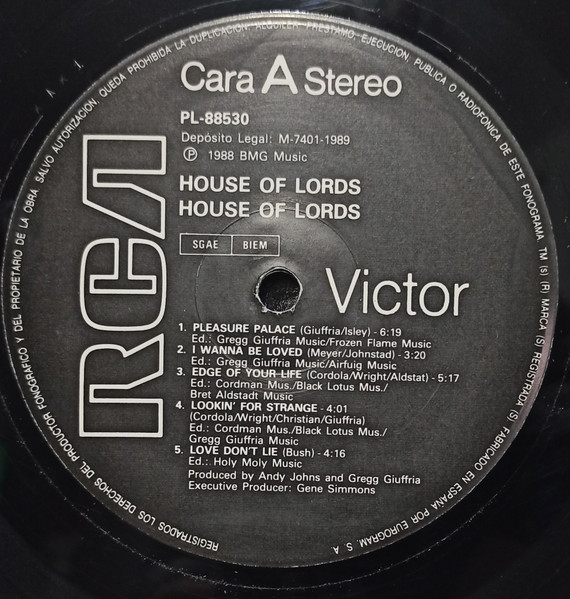 REGISTRADOS LOS DERECHOS DEL PRODUCTOR FONOGRAFICO Y DEL PROPIETARIO DE LA OBRA. SALVO AUTORIZACION, QUEDA PROHIBIDA LA DUPLICACION, ALQUILER, PRESTAMO, EJECUCION, PUBLICA O RADIOFONICA DE ESTE FONOGRAMA. TM (s) (R) MARCA (S) REGISTRADA (S) FABRICADO EN ESPAÑA POR EUROGRAM, S. A.
Cara A Stereo
PL-88530
Depósito Legal: M-7401-1989
Ⓟ 1988 BMG Music
HOUSE OF LORDS
HOUSE OF LORDS
SGAE BIEM
RCA
Victor
1. PLEASURE PALACE (Giuffria/Isley) - 6:19
Ed.: Gregg Giuffria Music/Frozen Flame Music
2. I WANNA BE LOVED (Meyer/Johnstad) - 3:20
Ed.: Gregg Giuffria Music/Airfuig Music
3. EDGE OF YOUR LIFE (Cordola/Wright/Aldstat) - 5:17
Ed.: Cordman Mus./Black Lotus Mus./
Bret Aldstadt Music
4. LOOKIN' FOR STRANGE - 4:01
(Cordola/Wright/Christian/Giuffria)
Ed.: Cordman Mus./Black Lotus Mus./
Gregg Giuffria Music
5. LOVE DON'T LIE (Bush) - 4:16
Ed.: Holy Moly Music
Produced by Andy Johns and Gregg Giuffria
Executive Producer: Gene Simmons